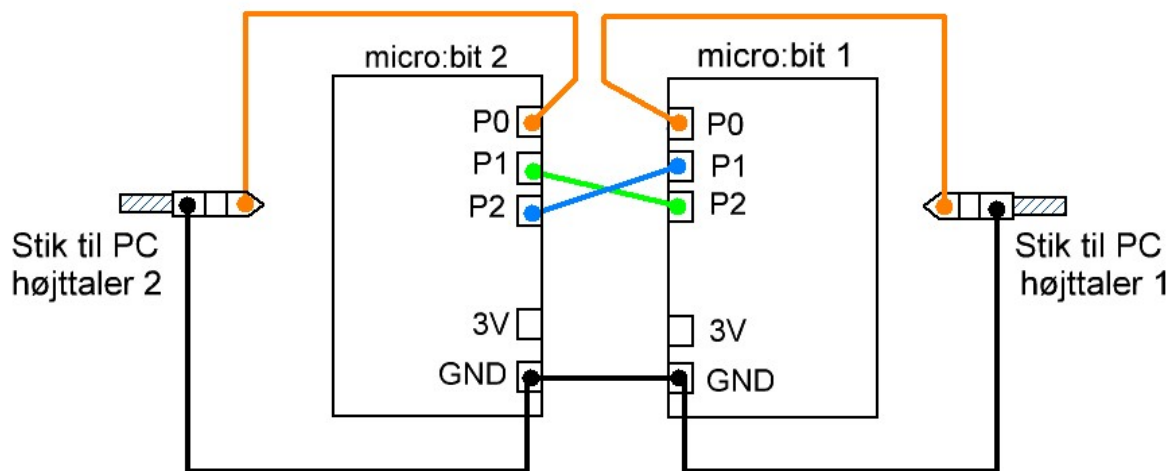 micro:bit 2
P0
P1
P2
3V
GND
micro:bit 1
P0
P1
P2
3V
GND
Stik til PC
højttaler 2
Stik til PC
højttaler 1